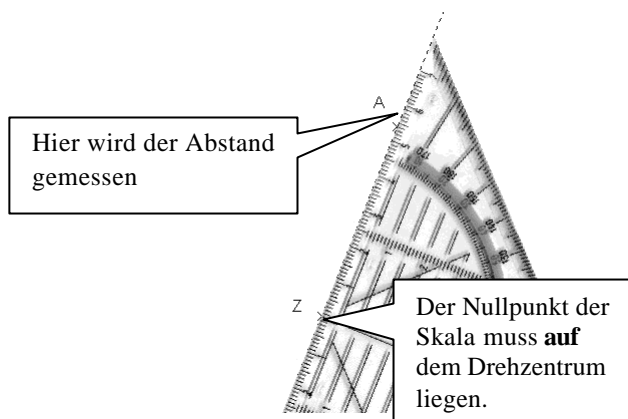 A
Hier wird der Abstand
gemessen
Z
Der Nullpunkt der
Skala muss auf
dem Drehzentrum
liegen.